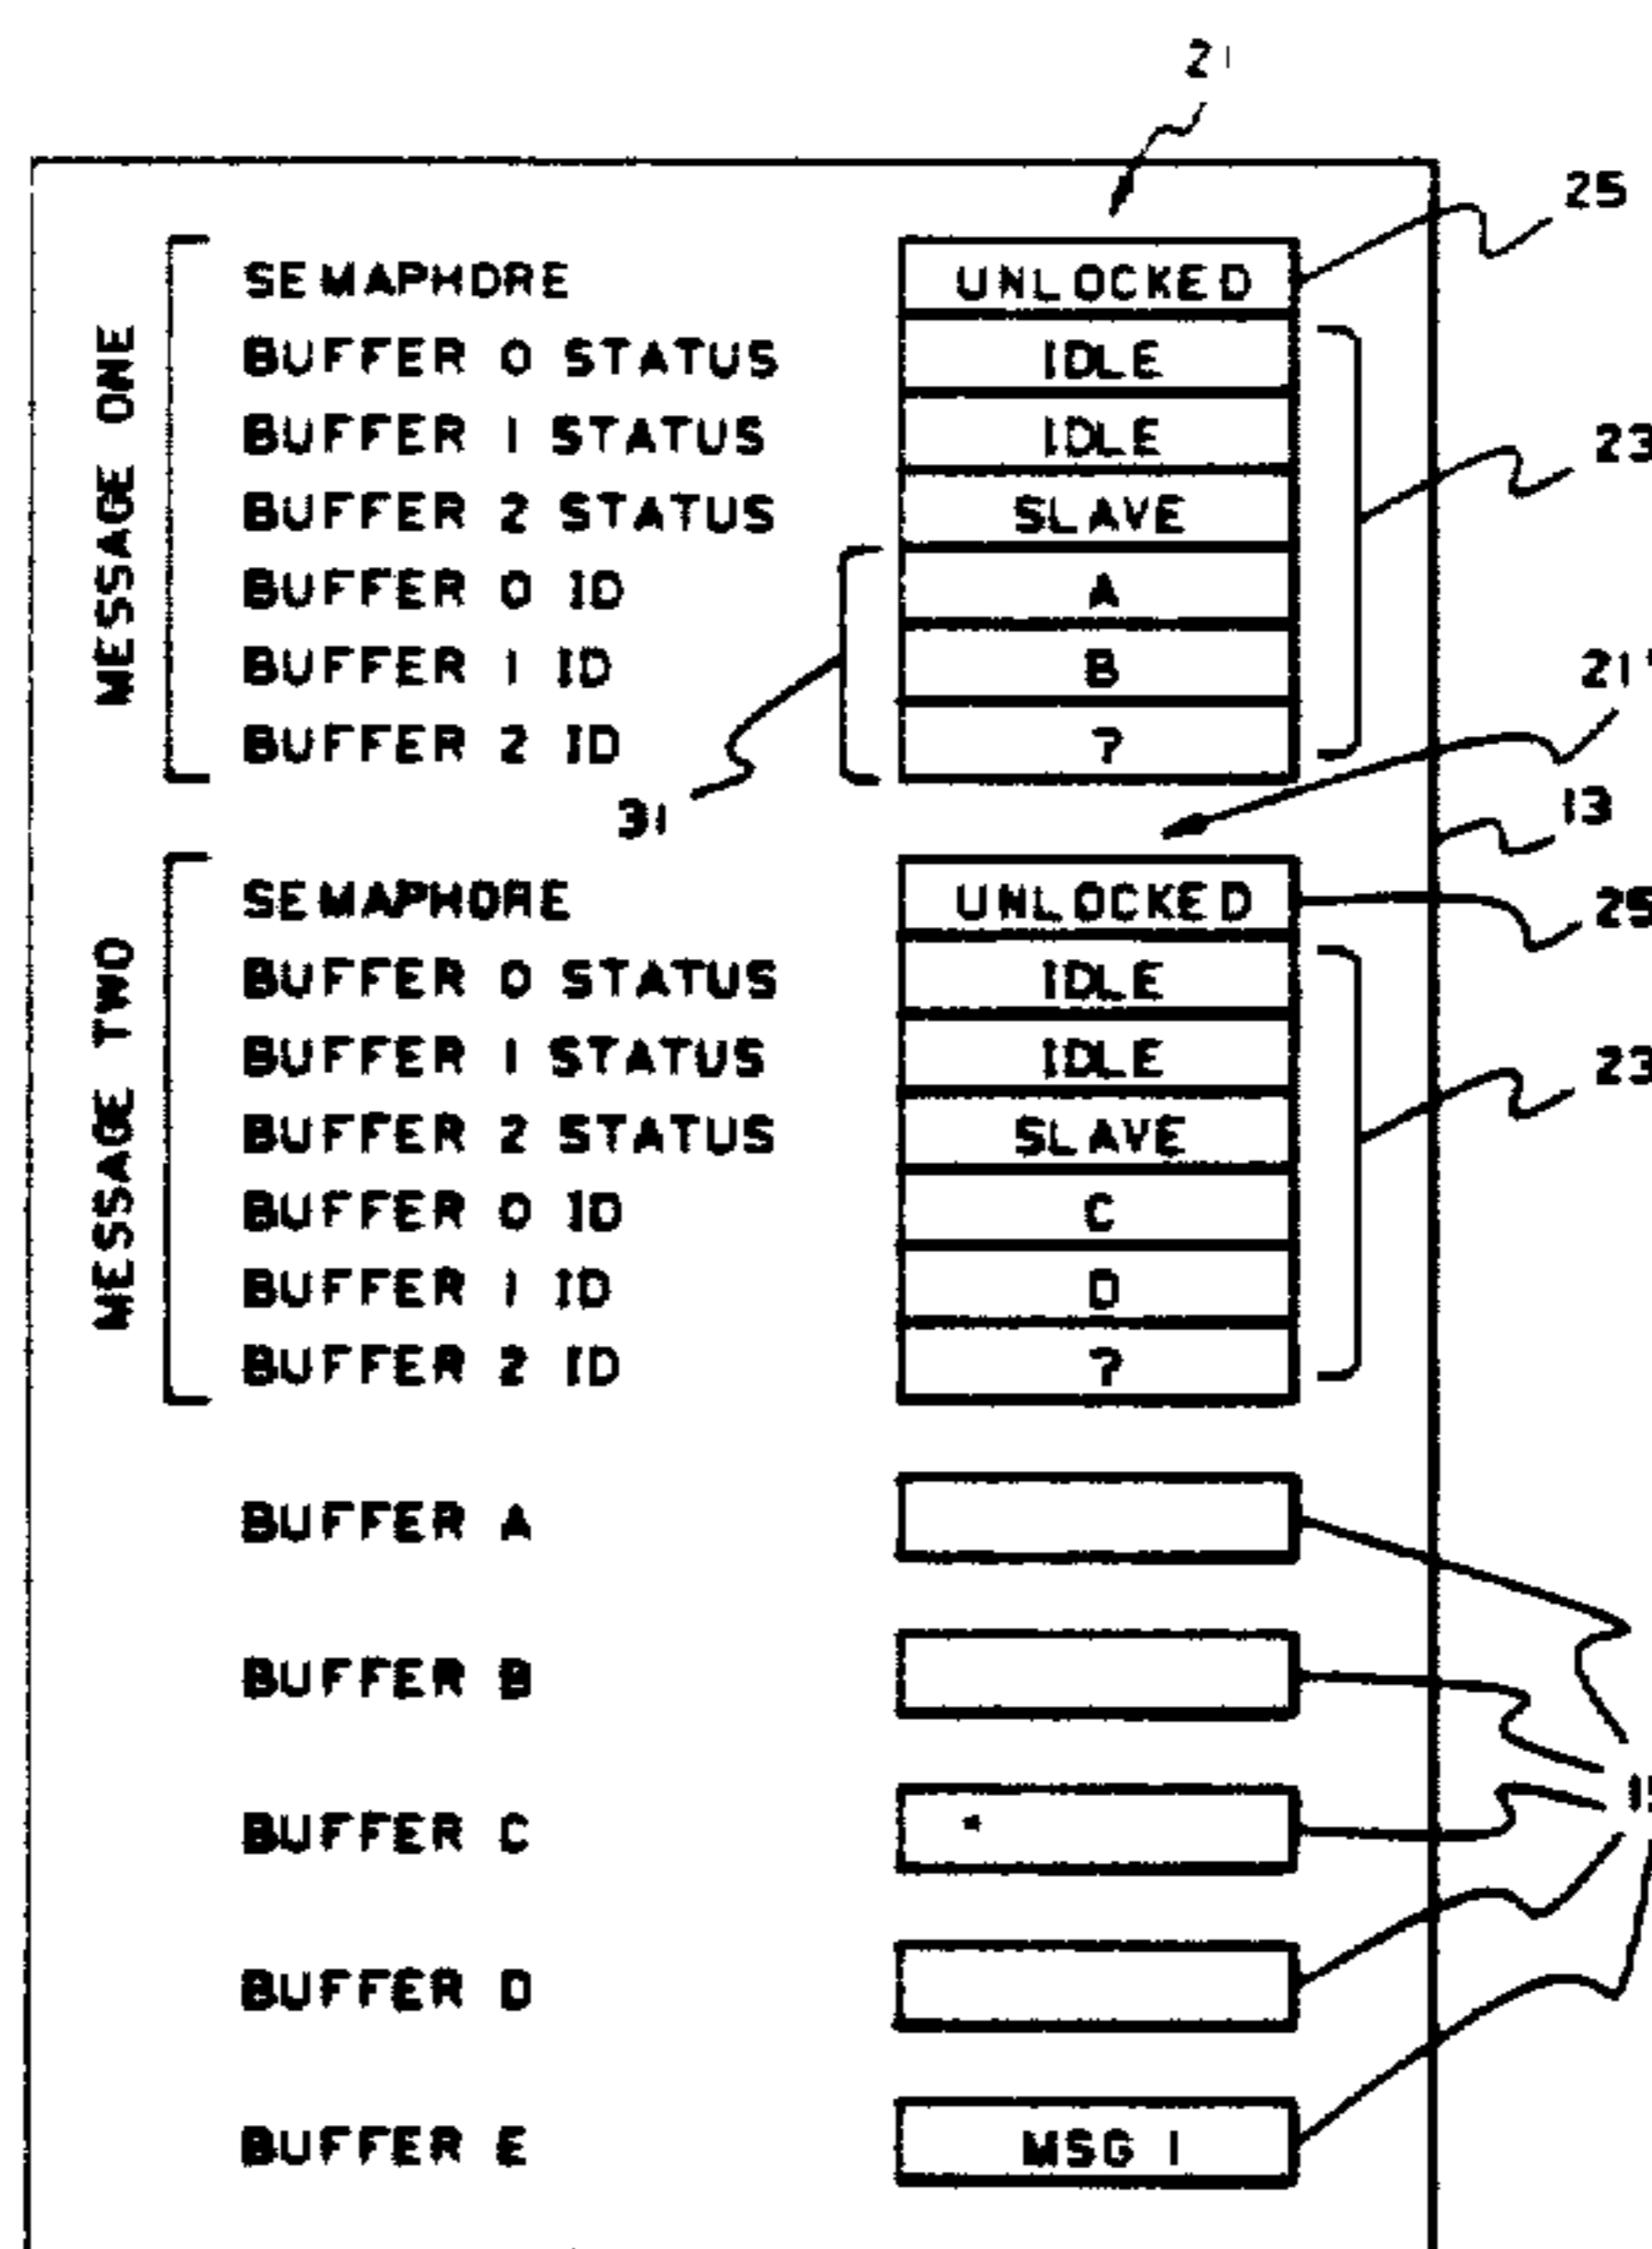 21
25
MESSAGE ONE
SEMAPHORE UNLOCKED
BUFFER 0 STATUS IDLE
BUFFER 1 STATUS IDLE
23
BUFFER 2 STATUS SLAVE
BUFFER 0 ID A
BUFFER 1 ID B
21'
BUFFER 2 ID ?
31
13
MESSAGE TWO
SEMAPHORE UNLOCKED
25
BUFFER 0 STATUS IDLE
BUFFER 1 STATUS IDLE
23
BUFFER 2 STATUS SLAVE
BUFFER 0 ID C
BUFFER 1 ID D
BUFFER 2 ID ?
BUFFER A
BUFFER B
BUFFER C
BUFFER D
BUFFER E MSG 1